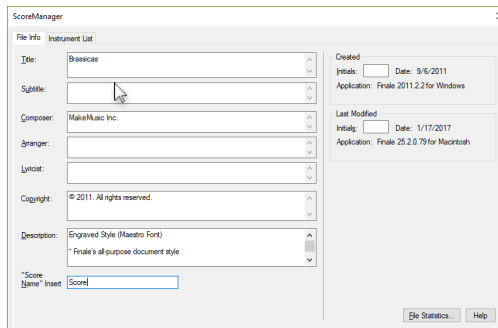 ScoreManager
File Info Instrument List
Title: Brassicas
Subtitle:
Composer: MakeMusic Inc.
Arranger:
Lyricist:
Copyright: © 2011. All rights reserved.
Description: Engraved Style (Maestro Font)
* Finale's all-purpose document style
"Score
Name" Insert Score
Created
Initials: Date: 9/6/2011
Application: Finale 2011.2.2 for Windows
Last Modified
Initials: Date: 1/17/2017
Application: Finale 25.2.0.79 for Macintosh
File Statistics... Help